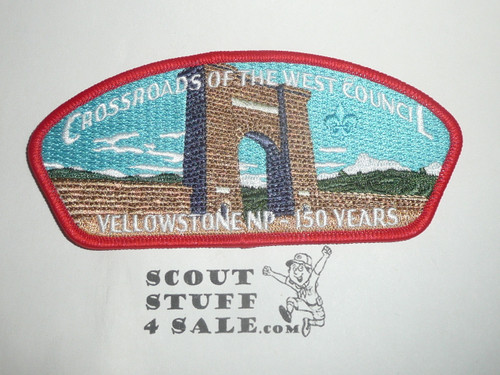 CROSSROADS OF THE WEST COUNCIL
YELLOWSTONE NP - 150 YEARS
SCOUT
STUFF
4 SALE.COM